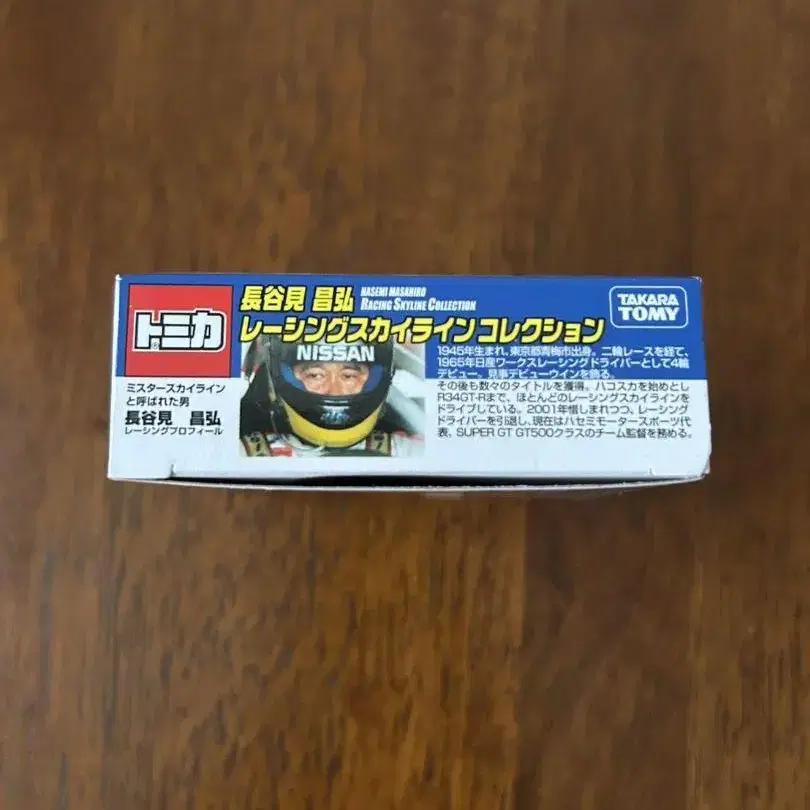 トミカ
長谷見 昌弘 HASEMI MASAHIRO RACING SKYLINE COLLECTION
レーシングスカイラインコレクション
TAKARA TOMY
NISSAN
ミスタースカイライン
と呼ばれた男
長谷見 昌弘
レーシングプロフィール
1945年生まれ、東京都青梅市出身。二輪レースを経て、
1965年日産ワークスレーシングドライバーとして4輪
デビュー、見事デビューウインを飾る。
その後も数々のタイトルを獲得。ハコスカを始めとし
R34GT-Rまで、ほとんどのレーシングスカイラインを
ドライブしている。2001年惜しまれつつ、レーシング
ドライバーを引退し、現在はハセミモータースポーツ代
表、SUPER GT GT500クラスのチーム監督を務める。